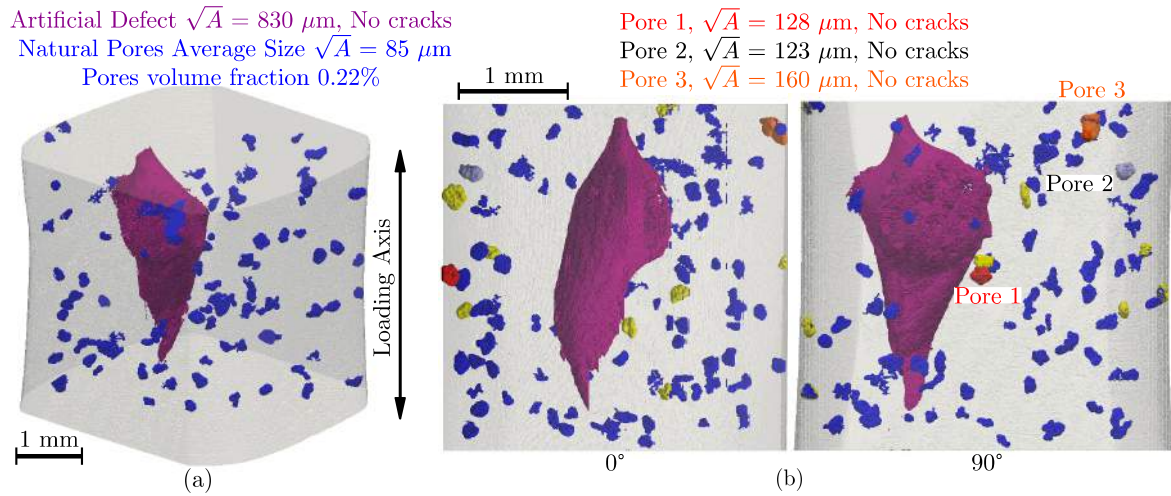 Artificial Defect √A = 830 μm, No cracks
Natural Pores Average Size √A = 85 μm
Pores volume fraction 0.22%
Pore 1, √A = 128 μm, No cracks
Pore 2, √A = 123 μm, No cracks
Pore 3, √A = 160 μm, No cracks
1 mm
Pore 3
Pore 2
Pore 1
Loading Axis
1 mm
(a)
0°
(b)
90°